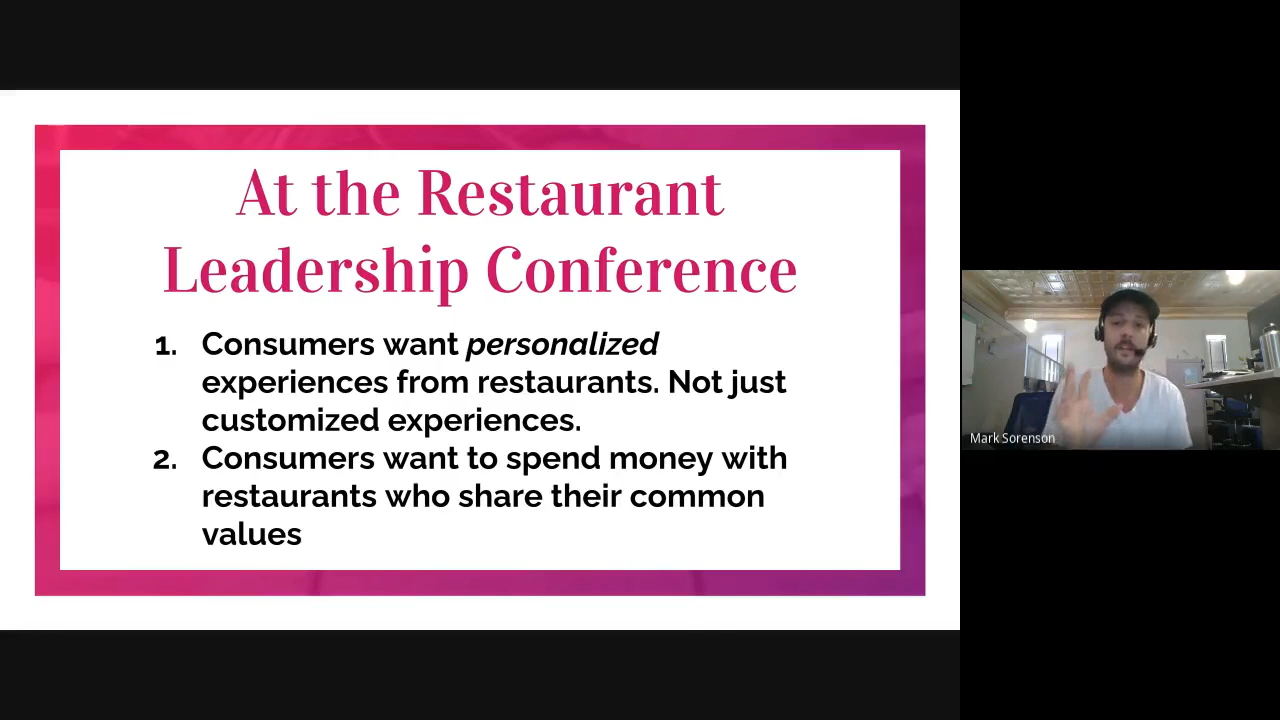 At the Restaurant
Leadership Conference
1. Consumers want personalized
experiences from restaurants. Not just
customized experiences.
2. Consumers want to spend money with
restaurants who share their common
values
Mark Sorenson